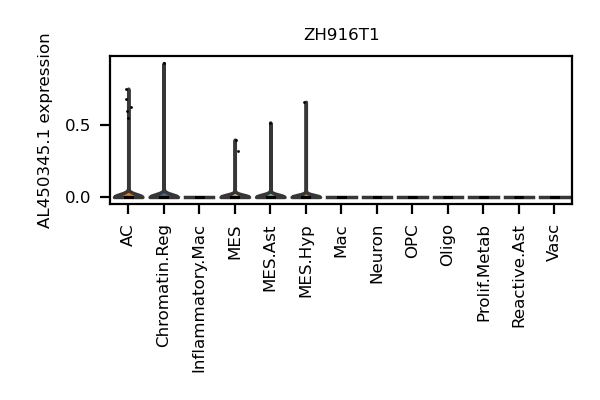 ZH916T1
AL450345.1 expression
0.5
0.0
AC
Chromatin.Reg
Inflammatory.Mac
MES
MES.Ast
MES.Hyp
Mac
Neuron
OPC
Oligo
Prolif.Metab
Reactive.Ast
Vasc